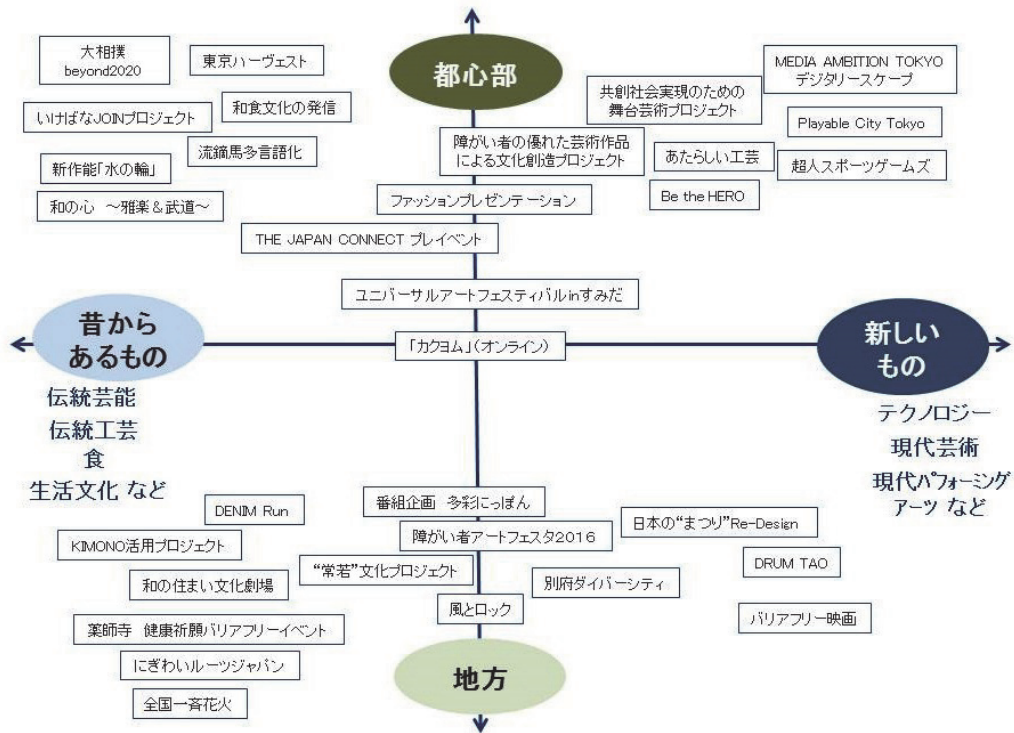 大相撲
beyond2020
東京ハーヴェスト
都心部
MEDIA AMBITION TOKYO
デジタリースケープ
いけばなJOINプロジェクト
和食文化の発信
共創社会実現のための
舞台芸術プロジェクト
Playable City Tokyo
流鏑馬多言語化
障がい者の優れた芸術作品
による文化創造プロジェクト
あたらしい工芸
超人スポーツゲームズ
新作能「水の輪」
ファッションプレゼンテーション
Be the HERO
和の心 ~雅楽&武道~
THE JAPAN CONNECT プレイベント
ユニバーサルアートフェスティバルinすみだ
昔から
あるもの
「カクヨム」(オンライン)
新しい
もの
伝統芸能
伝統工芸
食
生活文化 など
テクノロジー
現代芸術
現代パフォーミング
アーツ など
DENIM Run
番組企画 多彩にっぽん
日本の“まつり”Re-Design
KIMONO活用プロジェクト
障がい者アートフェスタ2016
DRUM TAO
和の住まい文化劇場
“常若”文化プロジェクト
別府ダイバーシティ
風とロック
バリアフリー映画
薬師寺 健康祈願バリアフリーイベント
にぎわいルーツジャパン
地方
全国一斉花火